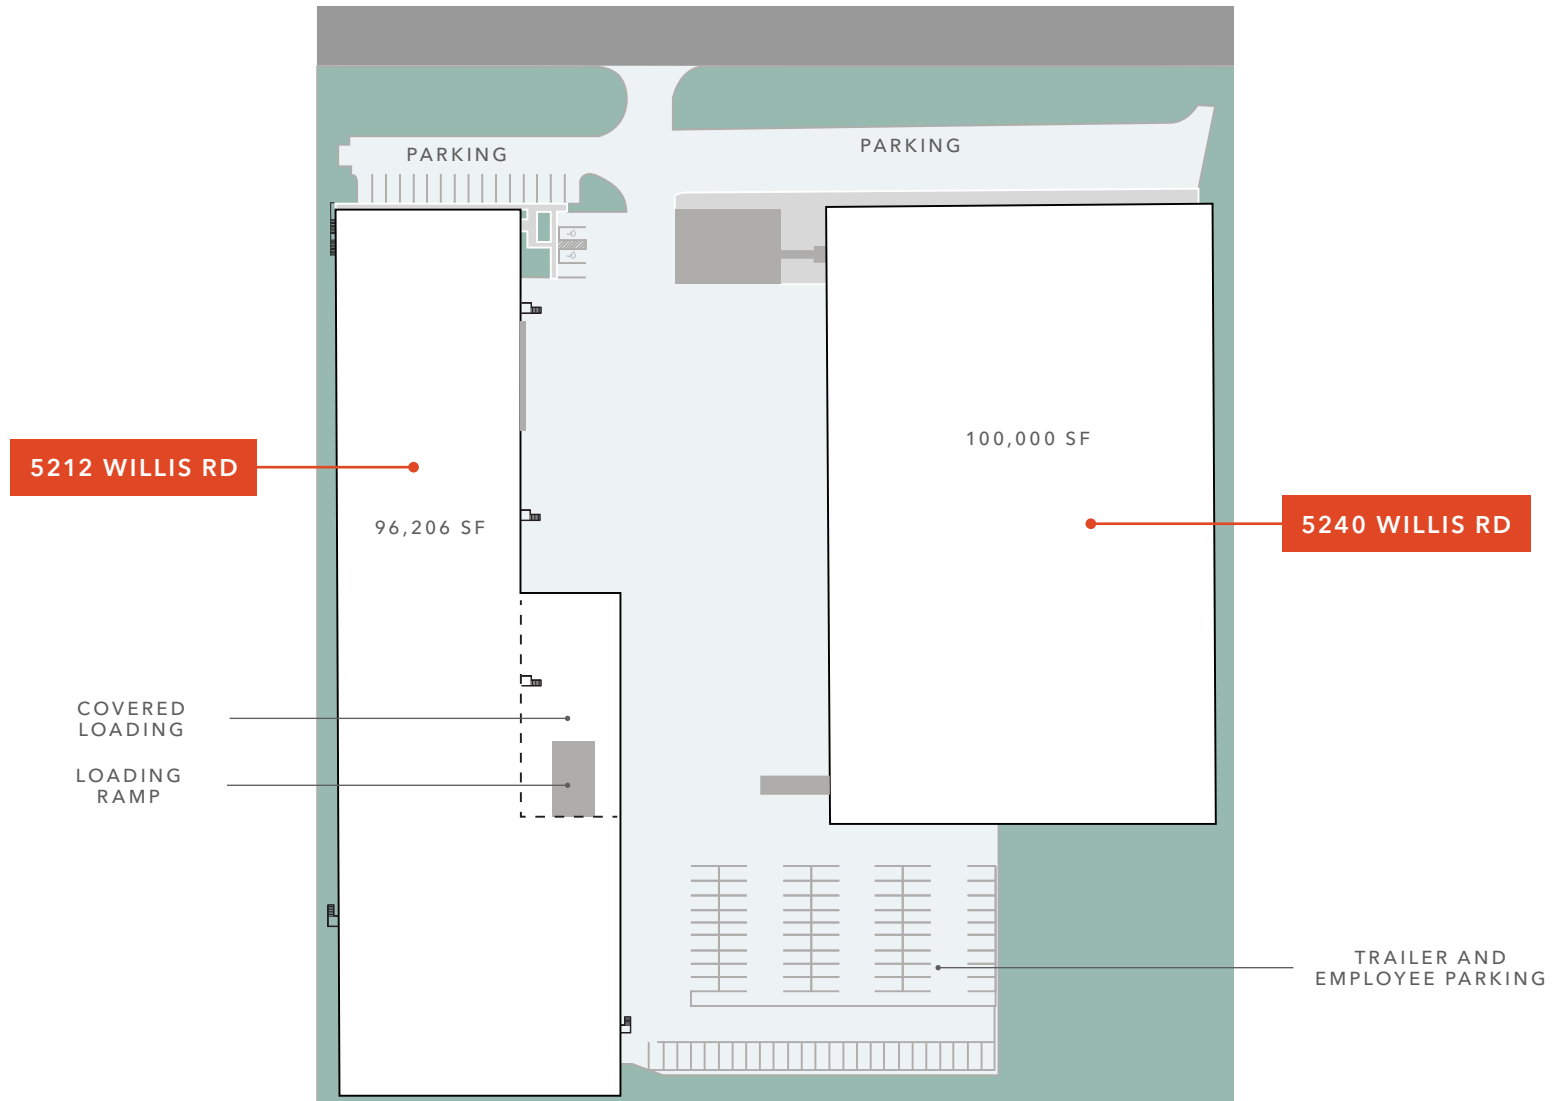 PARKING
PARKING
100,000 SF
5212 WILLIS RD
96,206 SF
5240 WILLIS RD
COVERED
LOADING
LOADING
RAMP
TRAILER AND
EMPLOYEE PARKING